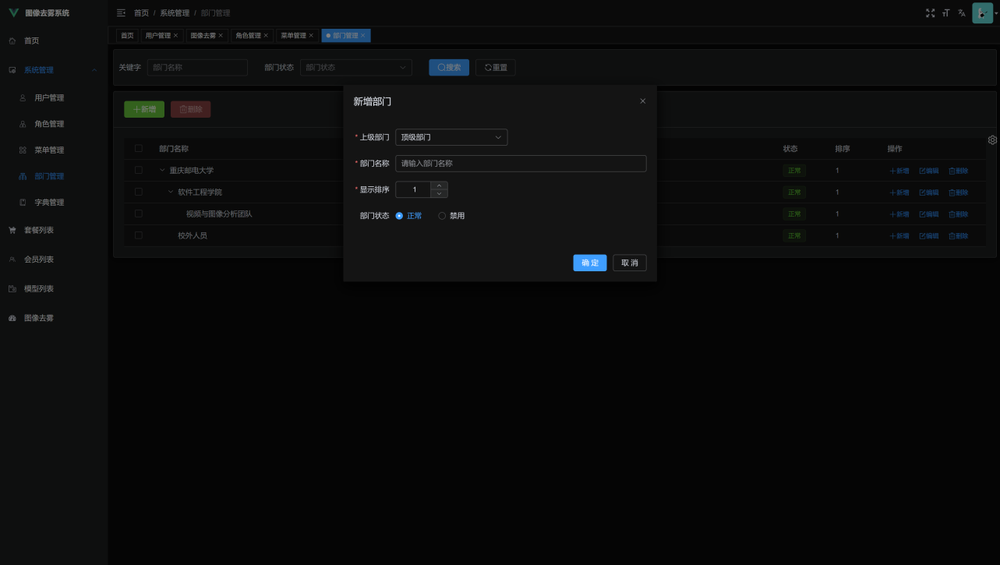 图像去雾系统
首页 / 系统管理 / 部门管理
首页
用户管理
图像去雾
角色管理
菜单管理
部门管理
首页
系统管理
用户管理
角色管理
菜单管理
部门管理
字典管理
套餐列表
会员列表
模型列表
图像去雾
关键字 部门名称 部门状态 部门状态 搜索 重置
新增 删除
部门名称 状态 排序 操作
重庆邮电大学 正常 1 新增 编辑 删除
软件工程学院 正常 1 新增 编辑 删除
视频与图像分析团队 正常 1 新增 编辑 删除
校外人员 正常 1 新增 编辑 删除
新增部门
* 上级部门 顶级部门
* 部门名称 请输入部门名称
* 显示排序 1
部门状态 正常 禁用
确 定 取 消